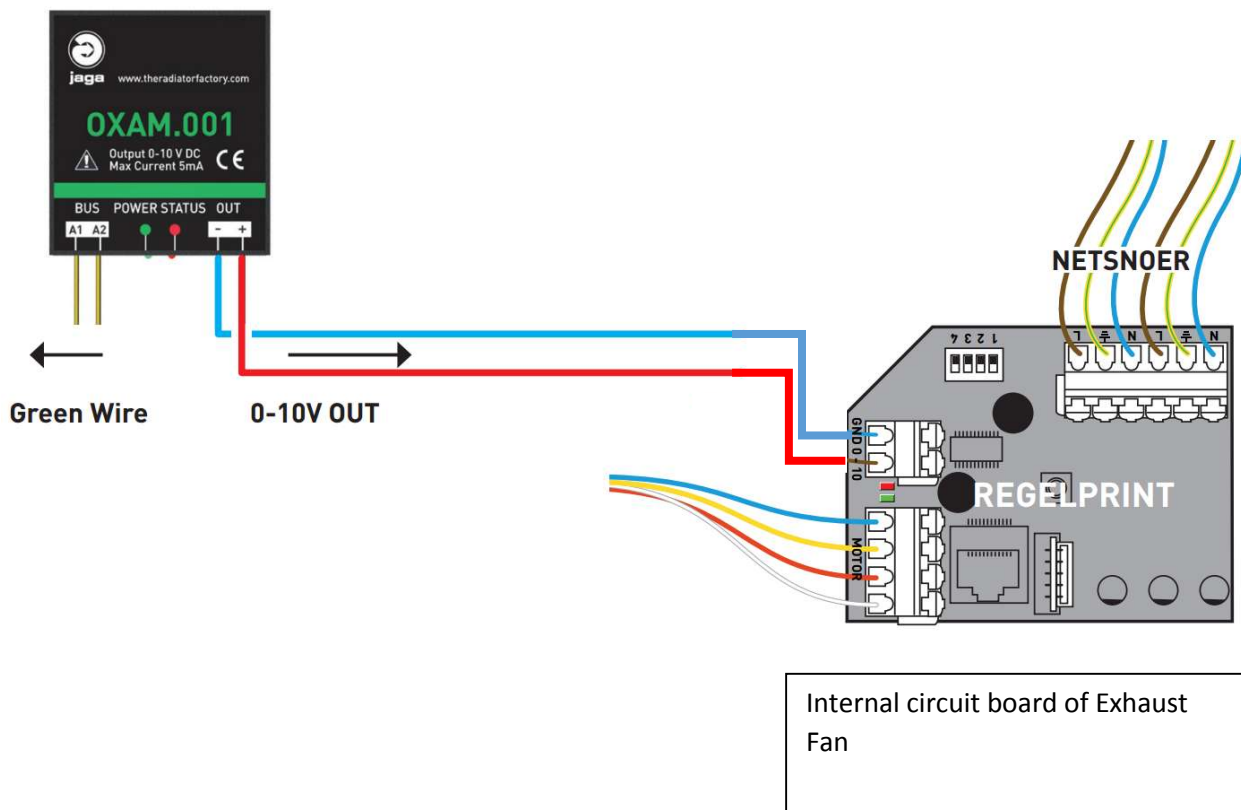 jaga www.theradiatorfactory.com
OXAM.001
Output 0-10 V DC
Max Current 5mA
CE
BUS POWER STATUS OUT
A1 A2 - +
Green Wire
0-10V OUT
NETSNOER
L N L N
1 2 3 4
GND 0 - 10
REGELPRINT
MOTOR
Internal circuit board of Exhaust
Fan